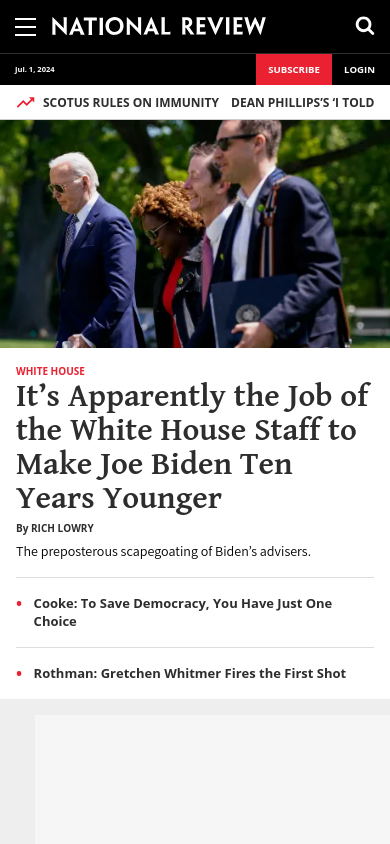 NATIONAL REVIEW
Jul. 1, 2024
SUBSCRIBE
LOGIN
SCOTUS RULES ON IMMUNITY DEAN PHILLIPS’S ‘I TOLD
WHITE HOUSE
It’s Apparently the Job of
the White House Staff to
Make Joe Biden Ten
Years Younger
By RICH LOWRY
The preposterous scapegoating of Biden’s advisers.
Cooke: To Save Democracy, You Have Just One
Choice
Rothman: Gretchen Whitmer Fires the First Shot